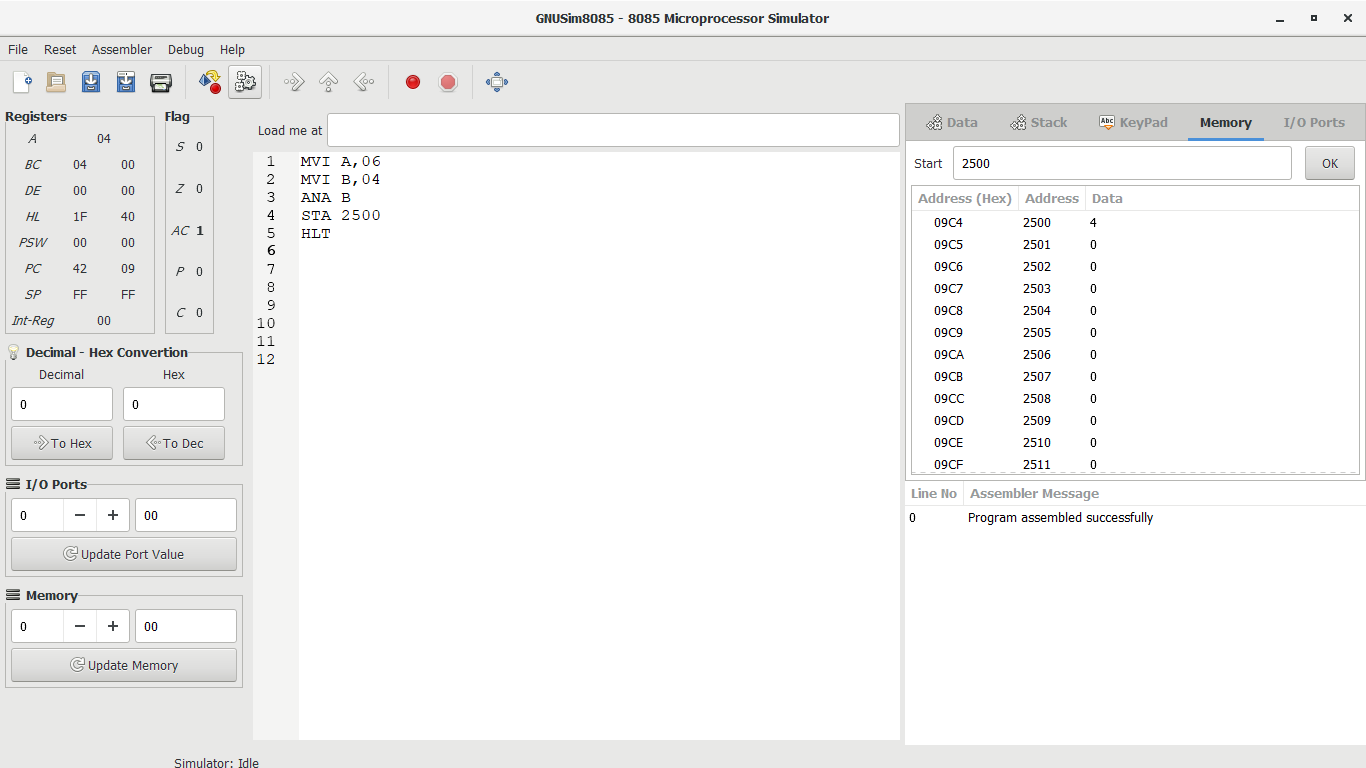 GNUSim8085 - 8085 Microprocessor Simulator
File Reset Assembler Debug Help
Registers
A 04
BC 04 00
DE 00 00
HL 1F 40
PSW 00 00
PC 42 09
SP FF FF
Int-Reg 00
Flag
S 0
Z 0
AC 1
P 0
C 0
Decimal - Hex Convertion
Decimal Hex
0 0
To Hex To Dec
I/O Ports
0 00
Update Port Value
Memory
0 00
Update Memory
Load me at
1 MVI A,06
2 MVI B,04
3 ANA B
4 STA 2500
5 HLT
6
7
8
9
10
11
12
Data Stack Abc KeyPad Memory I/O Ports
Start 2500 OK
Address (Hex) Address Data
09C4 2500 4
09C5 2501 0
09C6 2502 0
09C7 2503 0
09C8 2504 0
09C9 2505 0
09CA 2506 0
09CB 2507 0
09CC 2508 0
09CD 2509 0
09CE 2510 0
09CF 2511 0
Line No Assembler Message
0 Program assembled successfully
Simulator: Idle